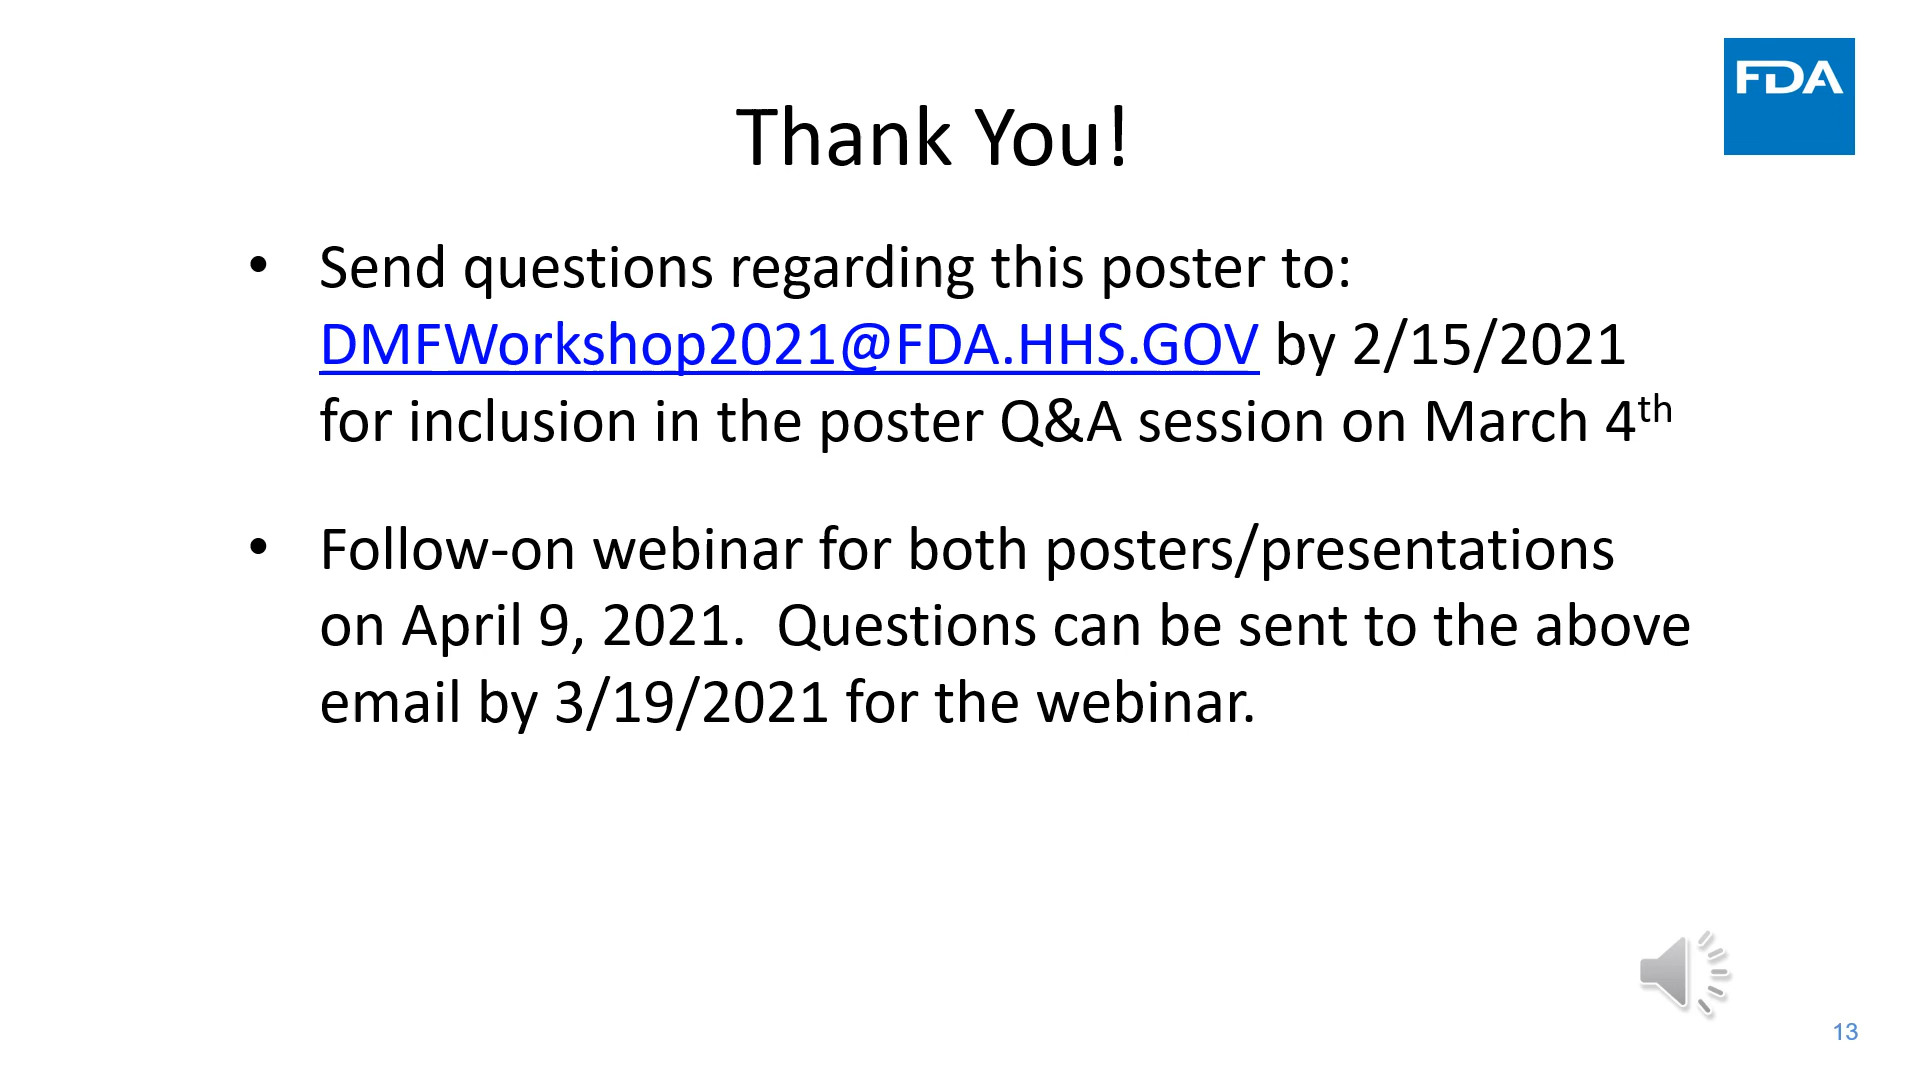 FDA
Thank You!
• Send questions regarding this poster to:
DMFWorkshop2021@FDA.HHS.GOV by 2/15/2021
for inclusion in the poster Q&A session on March 4th
• Follow-on webinar for both posters/presentations
on April 9, 2021.  Questions can be sent to the above
email by 3/19/2021 for the webinar.
13